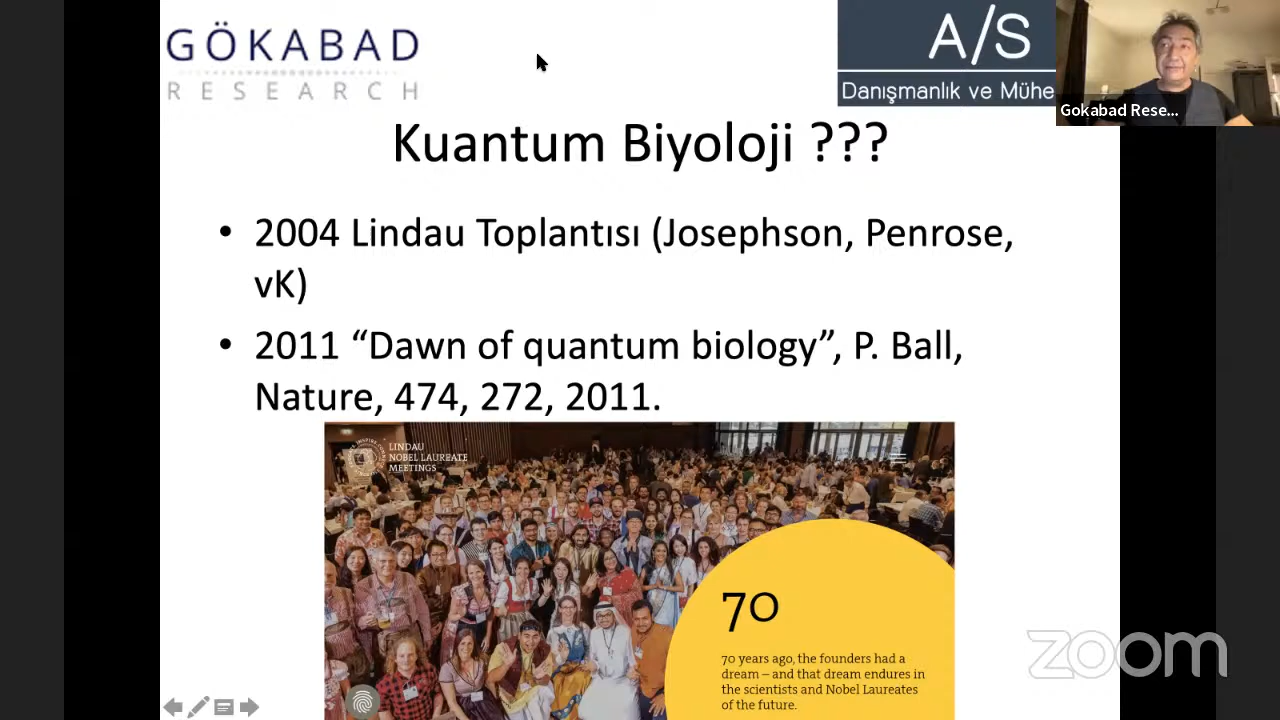 GÖKABAD
RESEARCH
A/S
Danışmanlık ve Mühe
Gokabad Rese...
Kuantum Biyoloji ???
• 2004 Lindau Toplantısı (Josephson, Penrose,
vK)
• 2011 “Dawn of quantum biology”, P. Ball,
Nature, 474, 272, 2011.
LINDAU
NOBEL LAUREATE
MEETINGS
70
70 years ago, the founders had a
dream – and that dream endures in
the scientists and Nobel Laureates
of the future.
zoom